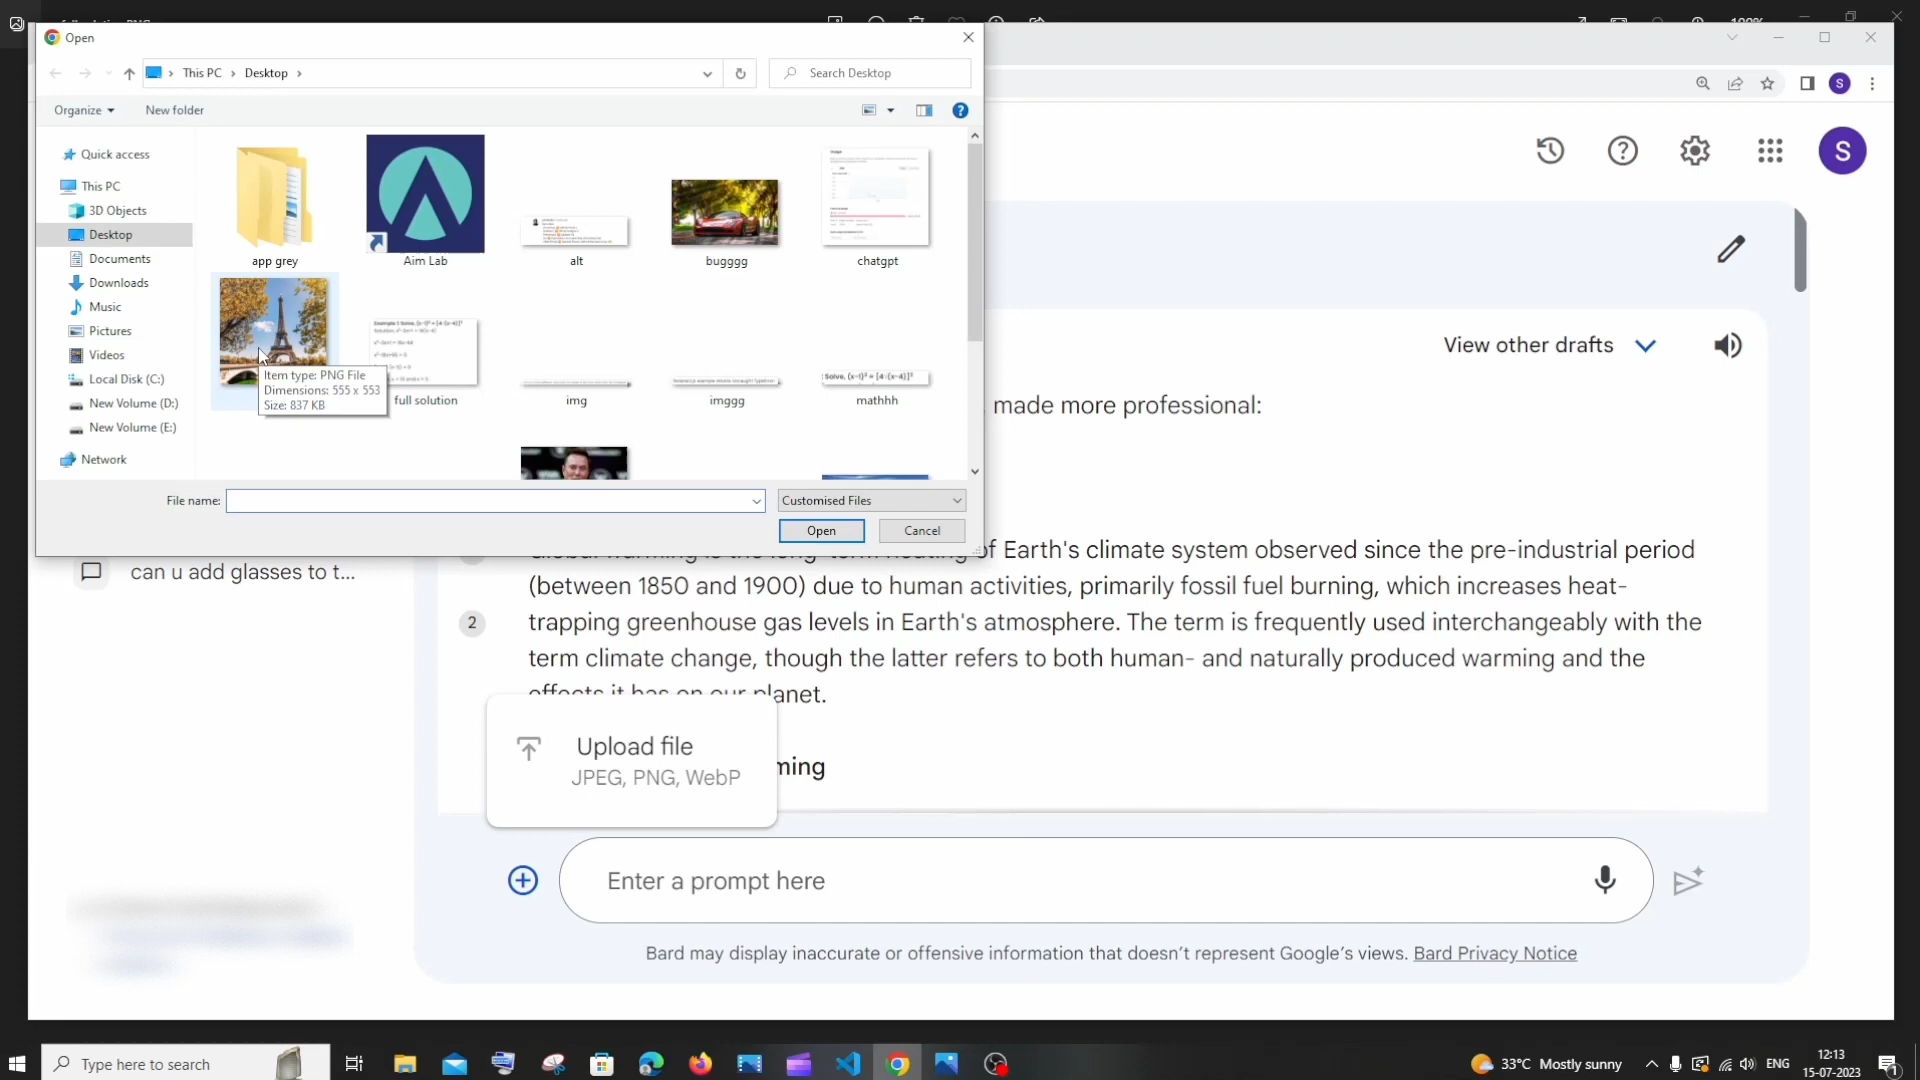 Open
This PC
Desktop
Search Desktop
Organize
New folder
Quick access
This PC
3D Objects
Desktop
Documents
Downloads
Music
Pictures
Videos
Local Disk (C:)
New Volume (D:)
New Volume (E:)
Network
app grey
Aim Lab
alt
bugggg
chatgpt
Item type: PNG File
Dimensions: 555 x 553
Size: 837 KB
full solution
img
imggg
mathhh
File name:
Customised Files
Open
Cancel
S
S
View other drafts
made more professional:
of Earth's climate system observed since the pre-industrial period
(between 1850 and 1900) due to human activities, primarily fossil fuel burning, which increases heat-
trapping greenhouse gas levels in Earth's atmosphere. The term is frequently used interchangeably with the
term climate change, though the latter refers to both human- and naturally produced warming and the
effects it has on our planet.
2
can u add glasses to t...
Upload file
JPEG, PNG, WebP
ming
Enter a prompt here
Bard may display inaccurate or offensive information that doesn't represent Google's views. Bard Privacy Notice
Type here to search
33°C Mostly sunny
ENG
12:13
15-07-2023
1